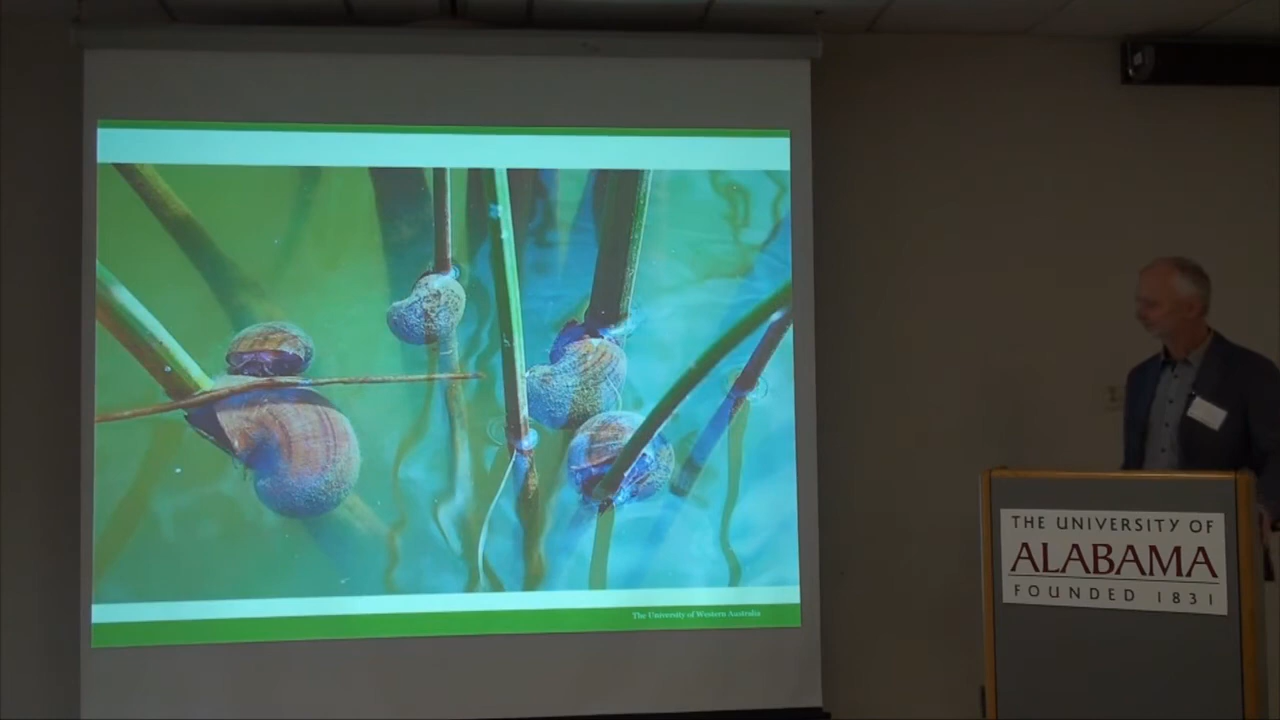 The University of Western Australia
THE UNIVERSITY OF
ALABAMA
FOUNDED 1831